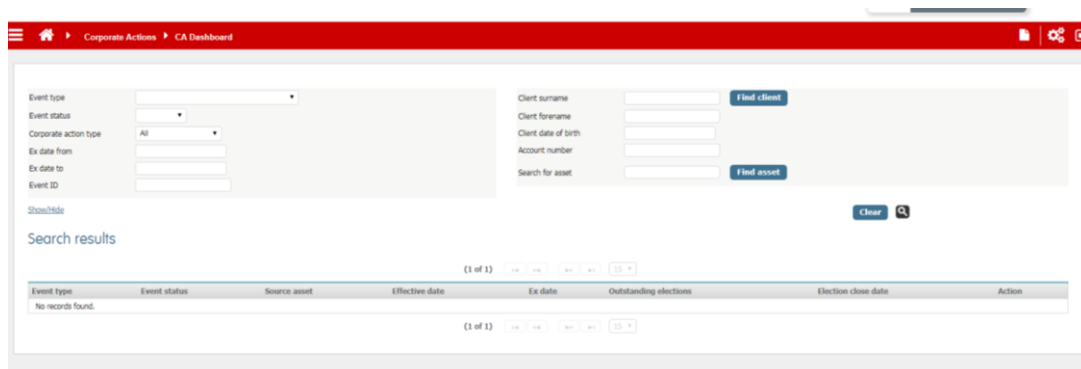 Corporate Actions CA Dashboard
Event type
Event status
Corporate action type All
Ex date from
Ex date to
Event ID
Client surname Find client
Client forename
Client date of birth
Account number
Search for asset Find asset
Show/Hide
Clear
Search results
(1 of 1) 15
Event type Event status Source asset Effective date Ex date Outstanding elections Election close date Action
No records found.
(1 of 1) 15